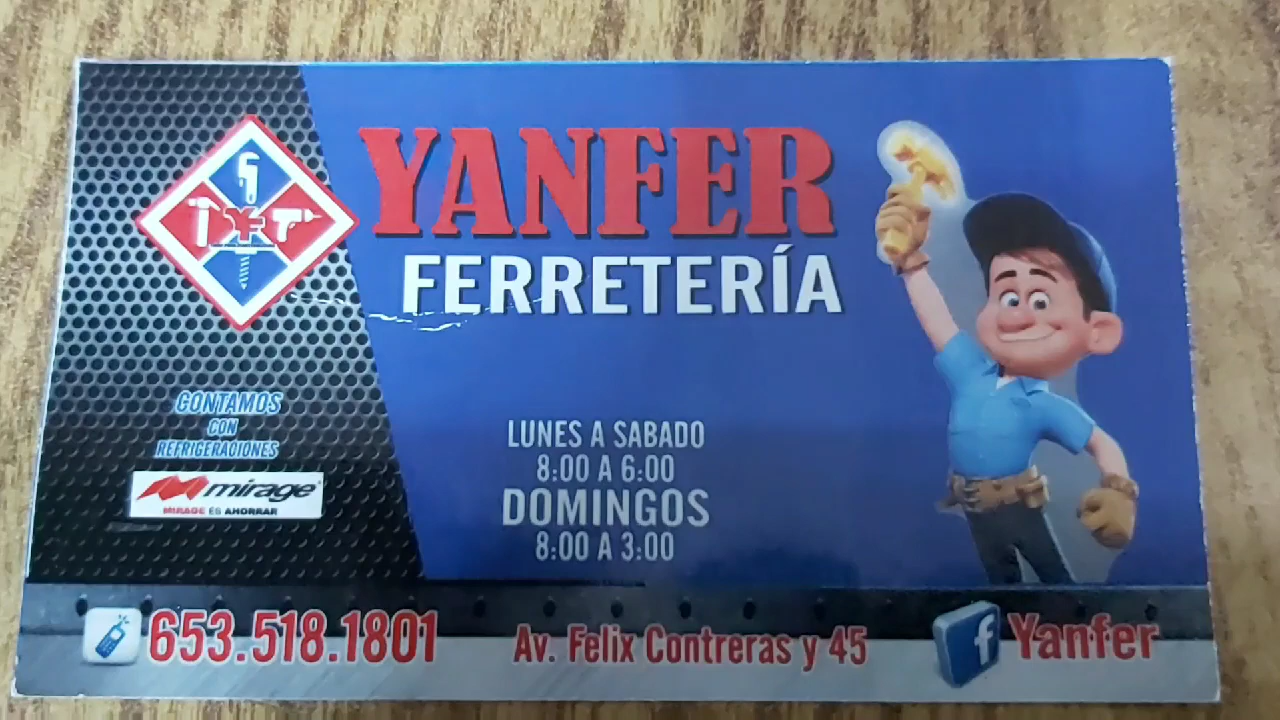 YANFER
FERRETERÍA
CONTAMOS
CON
REFRIGERACIONES
mirage®
MIRAGE ES AHORRAR
LUNES A SABADO
8:00 A 6:00
DOMINGOS
8:00 A 3:00
653.518.1801
Av. Felix Contreras y 45
f Yanfer